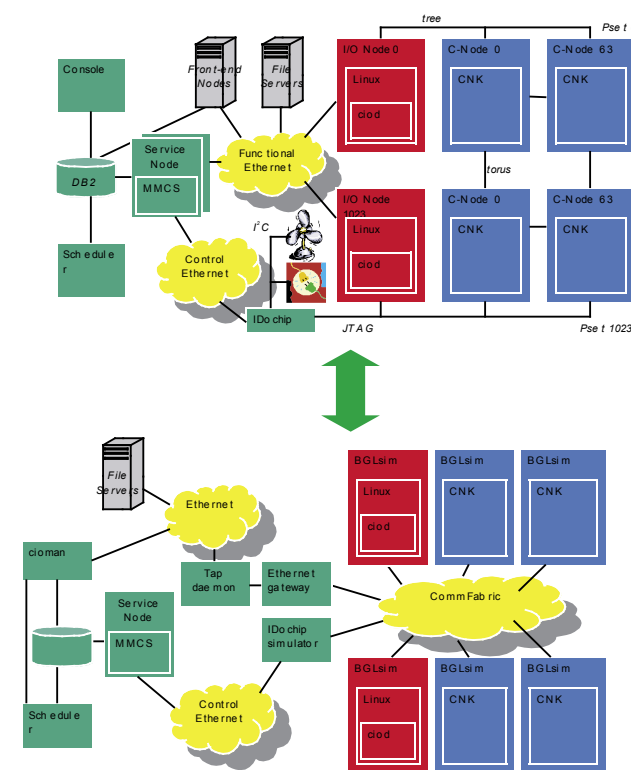 tree
Pset
Console
Front-end
Nodes
File
Servers
I/O Node 0
Linux
ciod
C-Node 0
CNK
C-Node 63
CNK
Service
Node
MMCS
DB2
Functional
Ethernet
torus
Schedule
r
Control
Ethernet
I²C
I/O Node
1023
Linux
ciod
C-Node 0
CNK
C-Node 63
CNK
IDo chip
JTAG
Pset 1023
File
Servers
Ethernet
BGLsim
Linux
ciod
BGLsim
CNK
BGLsim
CNK
cioman
Tap
daemon
Ethernet
gateway
CommFabric
Service
Node
MMCS
IDo chip
simulator
Schedule
r
Control
Ethernet
BGLsim
Linux
ciod
BGLsim
CNK
BGLsim
CNK